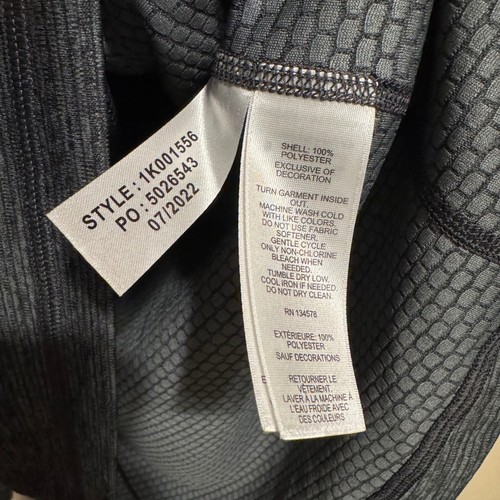 STYLE : 1K001556
PO : 5026543
07/2022
SHELL: 100%
POLYESTER
EXCLUSIVE OF
DECORATION
TURN GARMENT INSIDE
OUT.
MACHINE WASH COLD
WITH LIKE COLORS.
DO NOT USE FABRIC
SOFTENER.
GENTLE CYCLE
ONLY NON-CHLORINE
BLEACH WHEN
NEEDED.
TUMBLE DRY LOW.
COOL IRON IF NEEDED.
DO NOT DRY CLEAN.
RN 134578
EXTÉRIEURE: 100%
POLYESTER
SAUF DECORATIONS
RETOURNER LE
VÊTEMENT.
LAVER A LA MACHINE A
L'EAU FROIDE AVEC
DES COULEURS